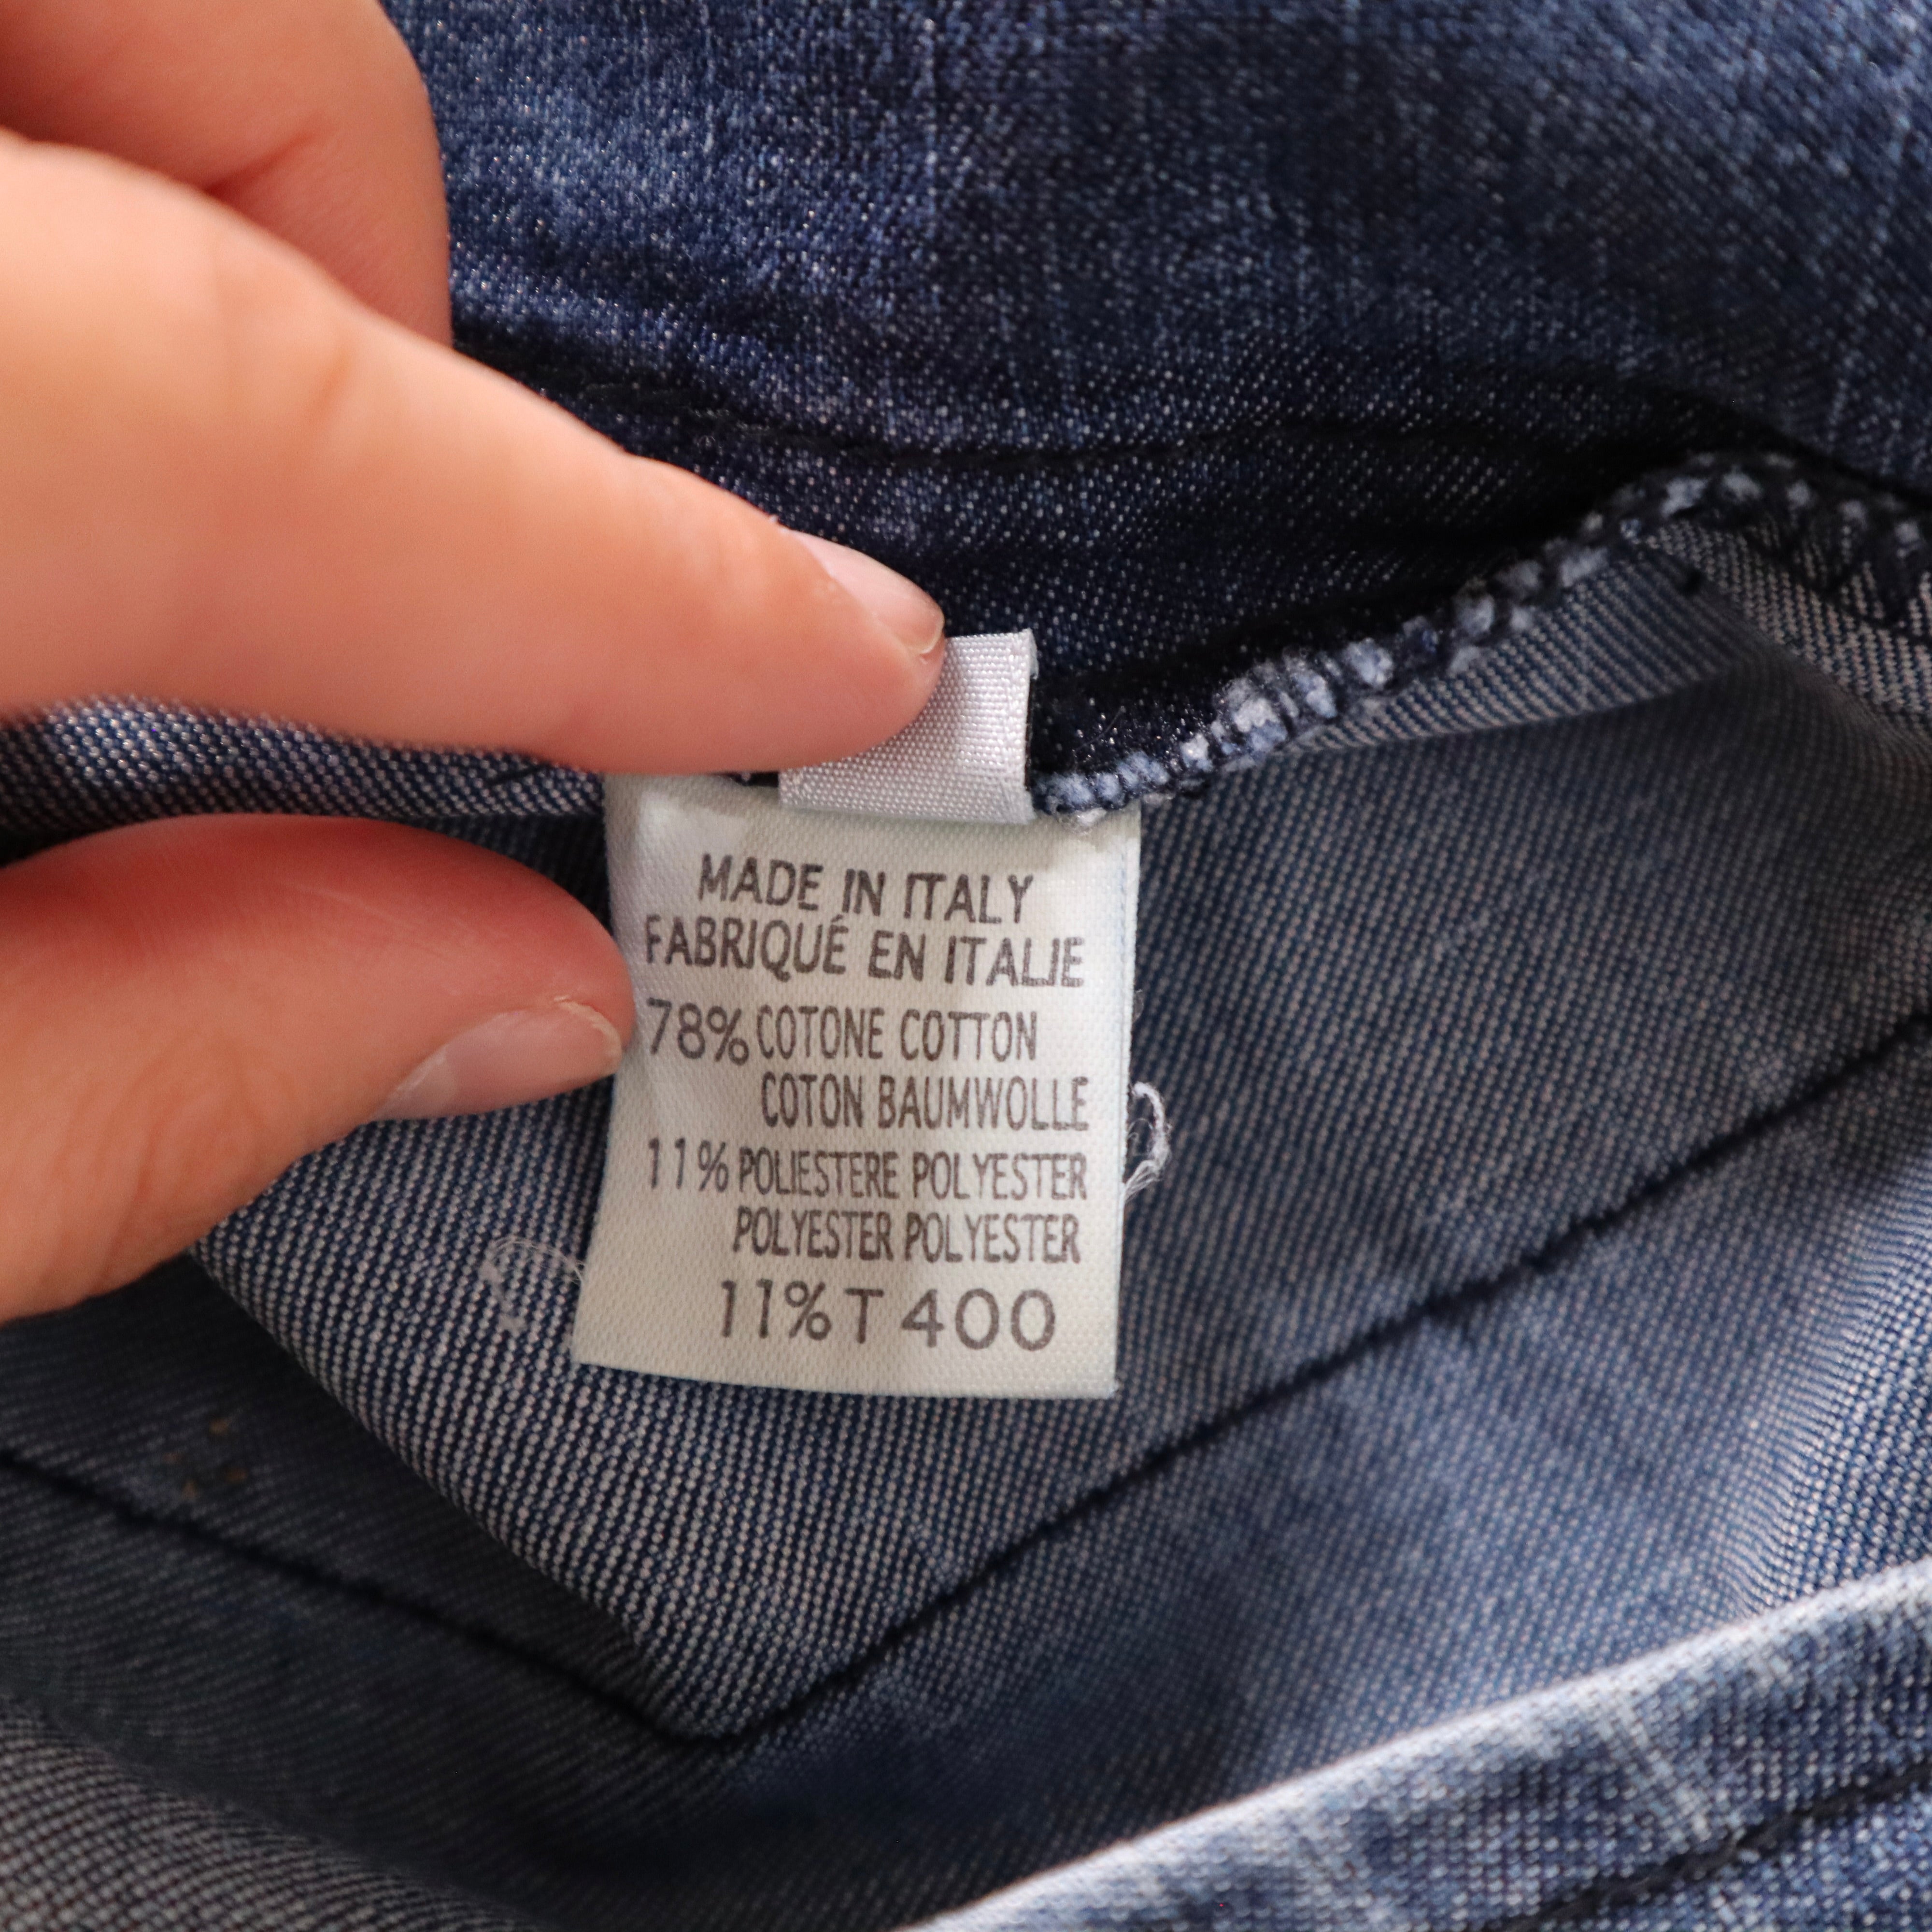 MADE IN ITALY
FABRIQUÉ EN ITALIE
78% COTONE COTTON
COTON BAUMWOLLE
11% POLIESTERE POLYESTER
POLYESTER POLYESTER
11% T 400